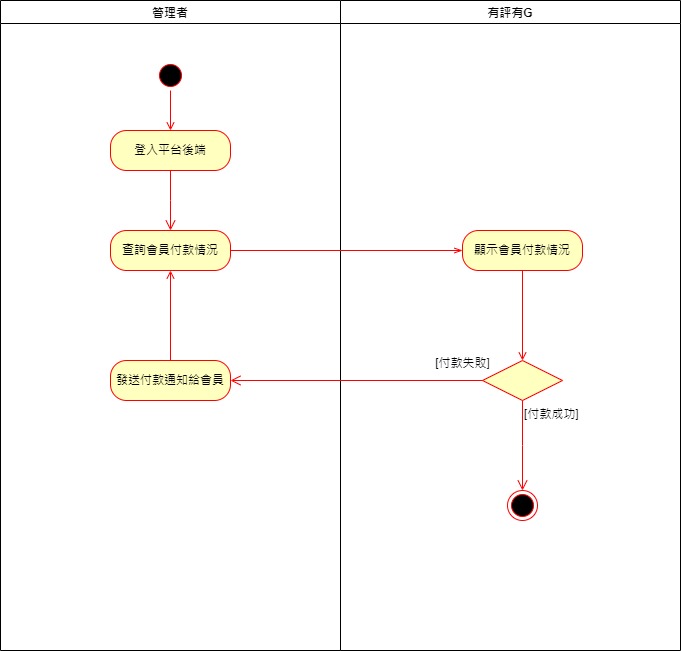 管理者
有評有G
登入平台後端
查詢會員付款情況
顯示會員付款情況
[付款失敗]
發送付款通知給會員
[付款成功]